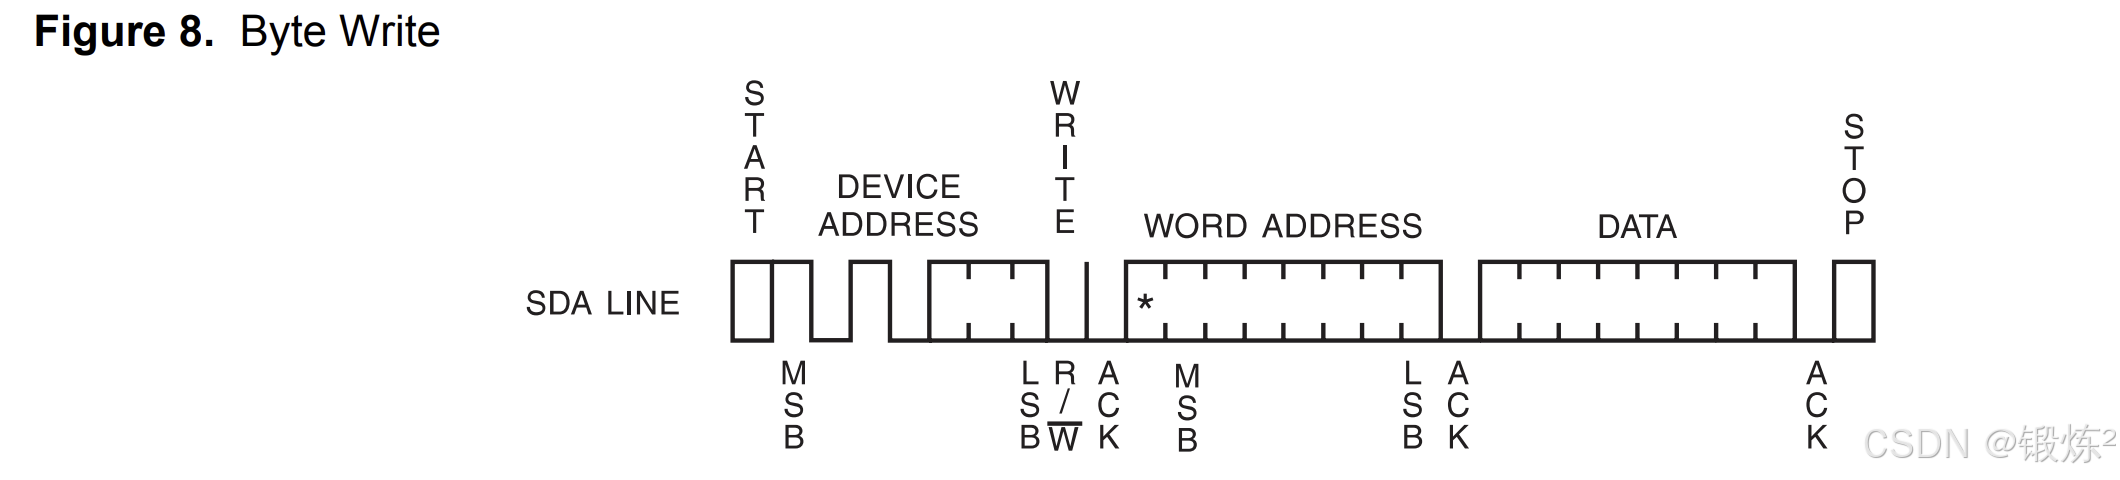 Figure 8. Byte Write
START
WRITE
STOP
DEVICE
ADDRESS
WORD ADDRESS
DATA
SDA LINE
*
MSB
LSB
R/W
ACK
MSB
LSB
ACK
ACK
CSDN @锻炼²